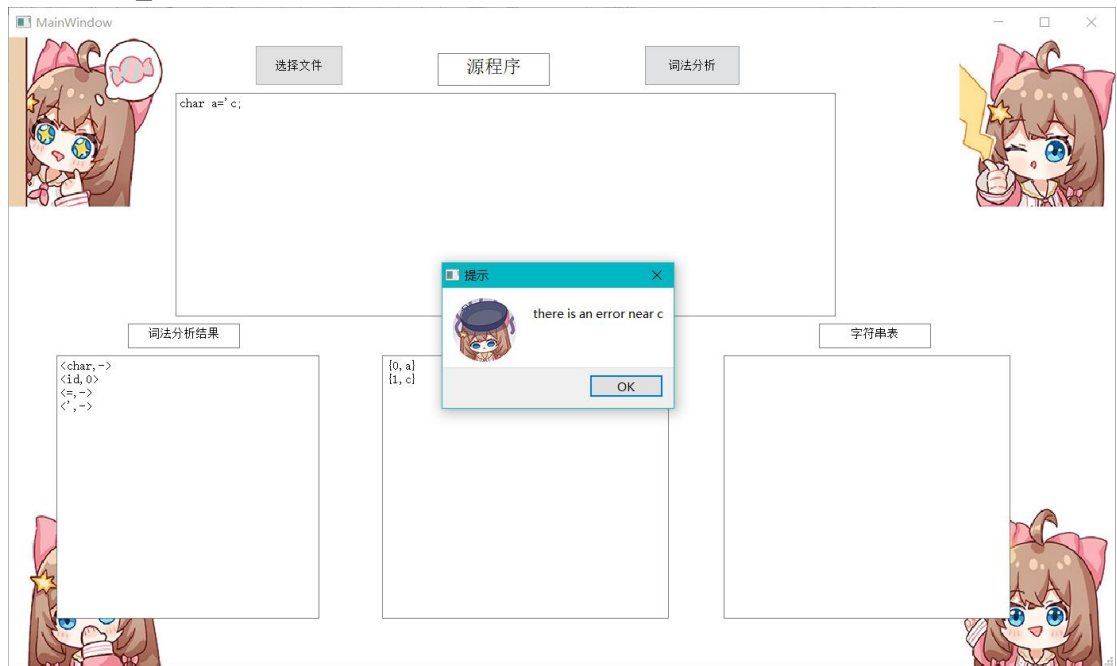 MainWindow
选择文件
源程序
词法分析
char a='c;
提示
there is an error near c
OK
词法分析结果
字符串表
<char,->
<id,0>
<=,->
<',->
{0,a}
{1,c}